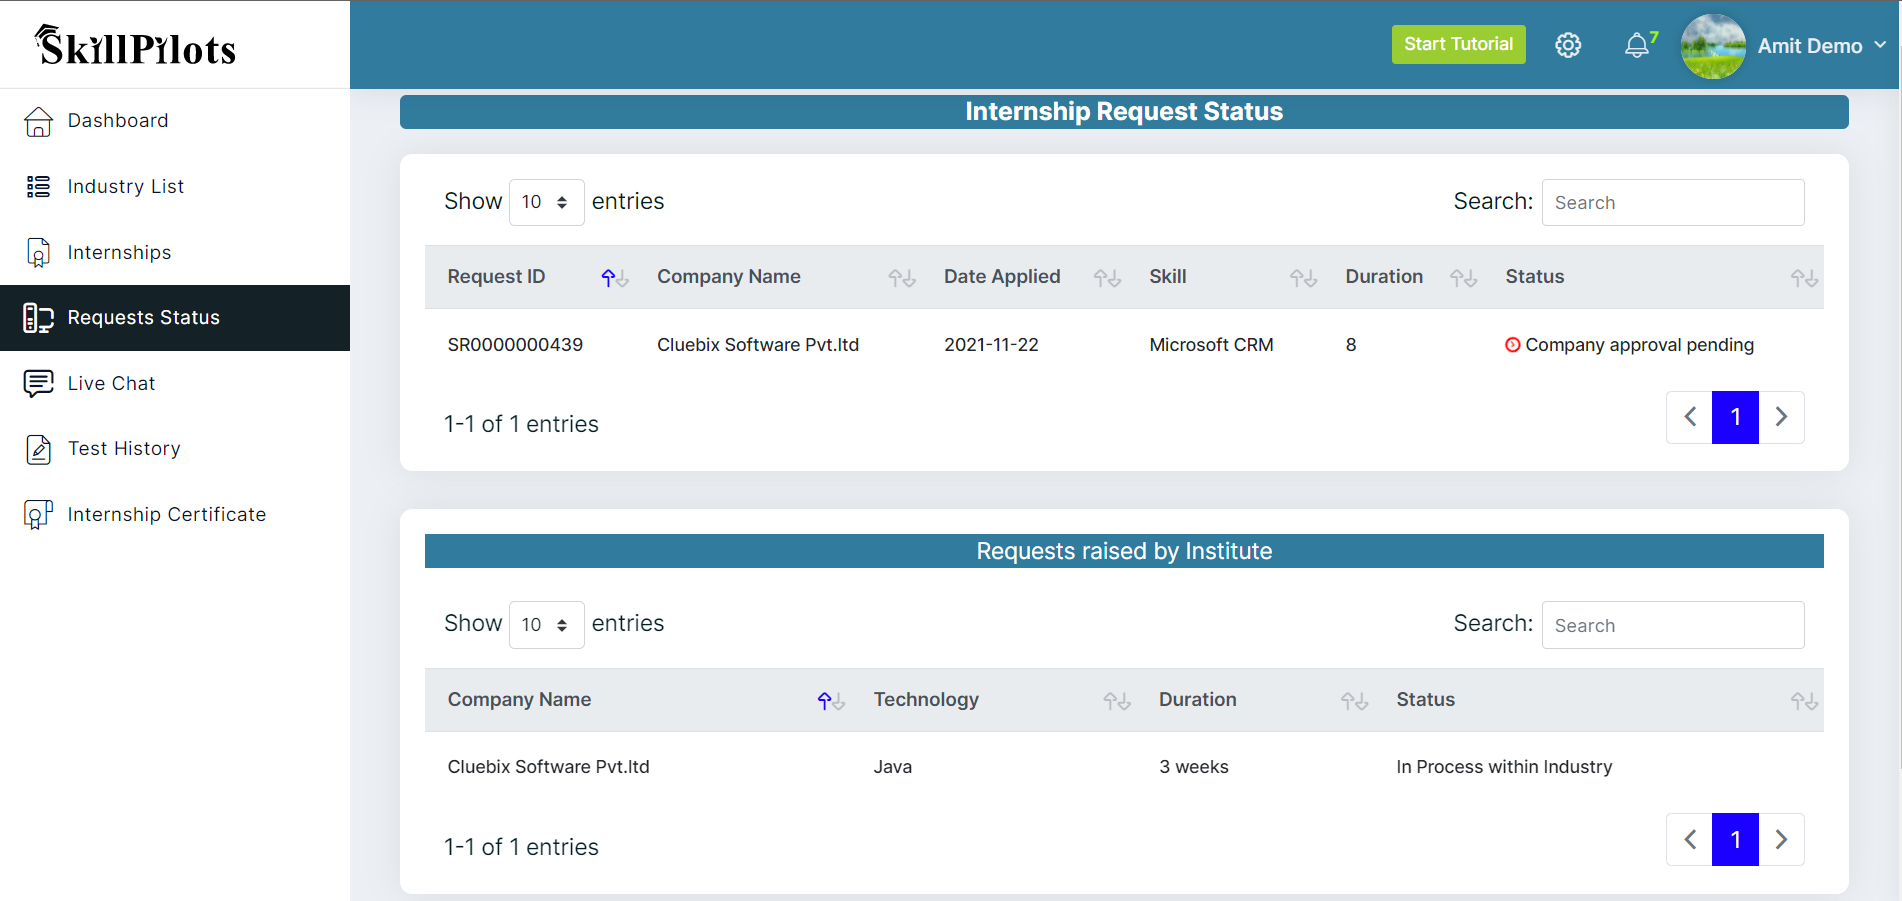 SkillPilots
Start Tutorial
7
Amit Demo
Dashboard
Industry List
Internships
Requests Status
Live Chat
Test History
Internship Certificate
Internship Request Status
Show 10 entries
Search: Search
Request ID Company Name Date Applied Skill Duration Status
SR0000000439 Cluebix Software Pvt.ltd 2021-11-22 Microsoft CRM 8 Company approval pending
1-1 of 1 entries
1
Requests raised by Institute
Show 10 entries
Search: Search
Company Name Technology Duration Status
Cluebix Software Pvt.ltd Java 3 weeks In Process within Industry
1-1 of 1 entries
1